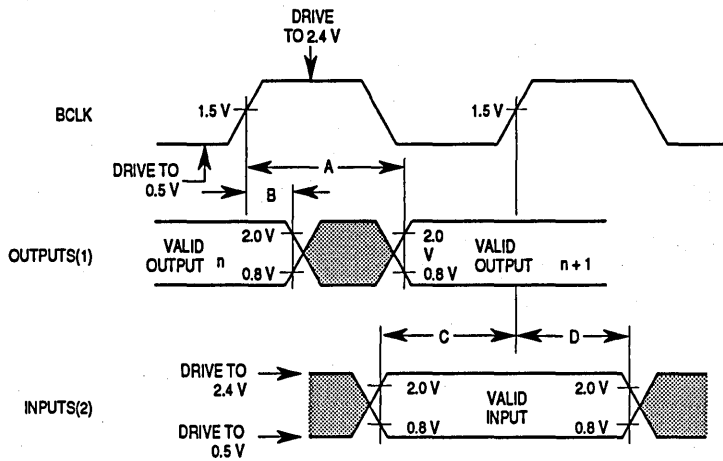 DRIVE
TO 2.4 V
BCLK
1.5 V
1.5 V
DRIVE TO
0.5 V
A
B
OUTPUTS(1)
VALID
OUTPUT n
2.0 V
0.8 V
2.0
V
0.8 V
VALID
OUTPUT n + 1
C
D
INPUTS(2)
DRIVE TO
2.4 V
DRIVE TO
0.5 V
2.0 V
0.8 V
VALID
INPUT
2.0 V
0.8 V